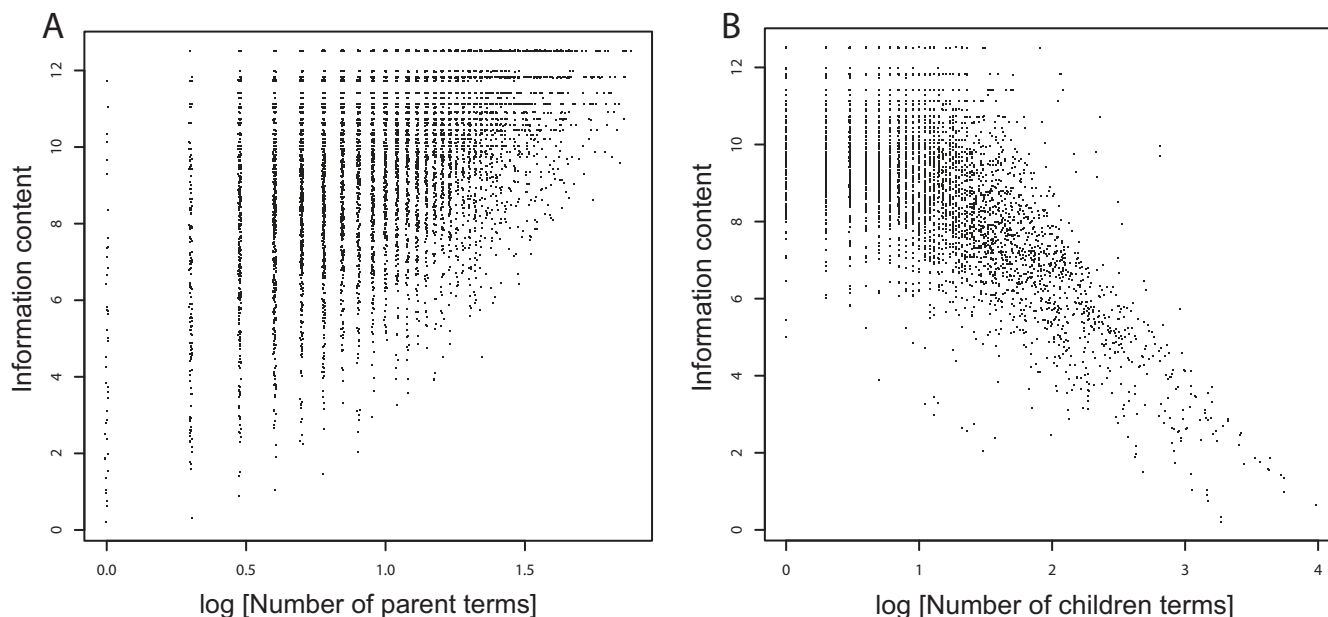 A
Information content
12
10
8
6
4
2
0
0.0 0.5 1.0 1.5
log [Number of parent terms]
B
Information content
12
10
8
6
4
2
0
0 1 2 3 4
log [Number of children terms]